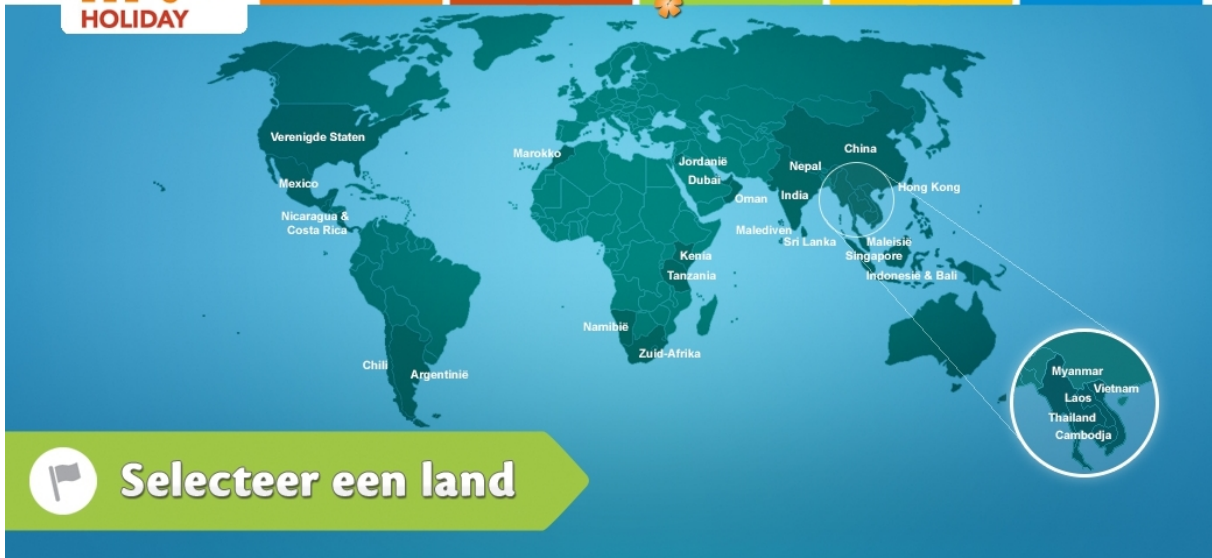 HOLIDAY
Verenigde Staten
Mexico
Nicaragua &
Costa Rica
Chili
Argentinië
Marokko
Jordanië
Dubai
Oman
Kenia
Tanzania
Namibië
Zuid-Afrika
China
Nepal
India
Hong Kong
Malediven
Sri Lanka
Maleisië
Singapore
Indonesië & Bali
Myanmar
Vietnam
Laos
Thailand
Cambodja
Selecteer een land